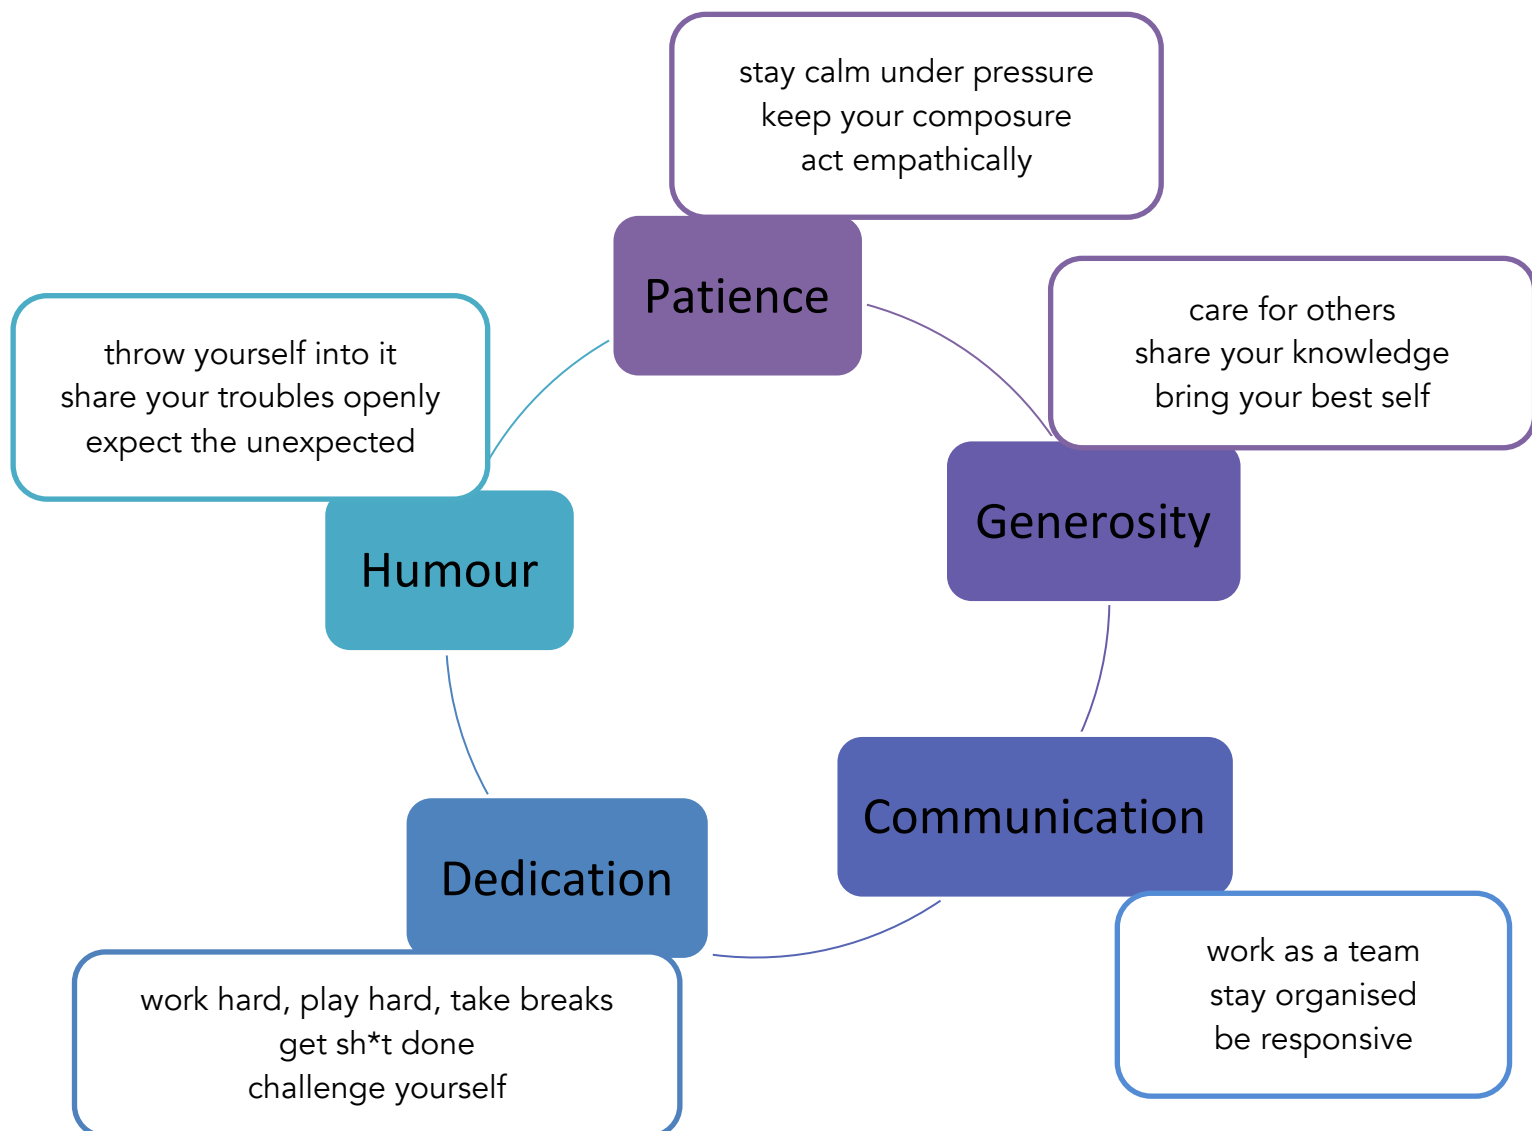 stay calm under pressure
keep your composure
act empathically
Patience
care for others
share your knowledge
bring your best self
Generosity
Communication
work as a team
stay organised
be responsive
Dedication
work hard, play hard, take breaks
get sh*t done
challenge yourself
throw yourself into it
share your troubles openly
expect the unexpected
Humour